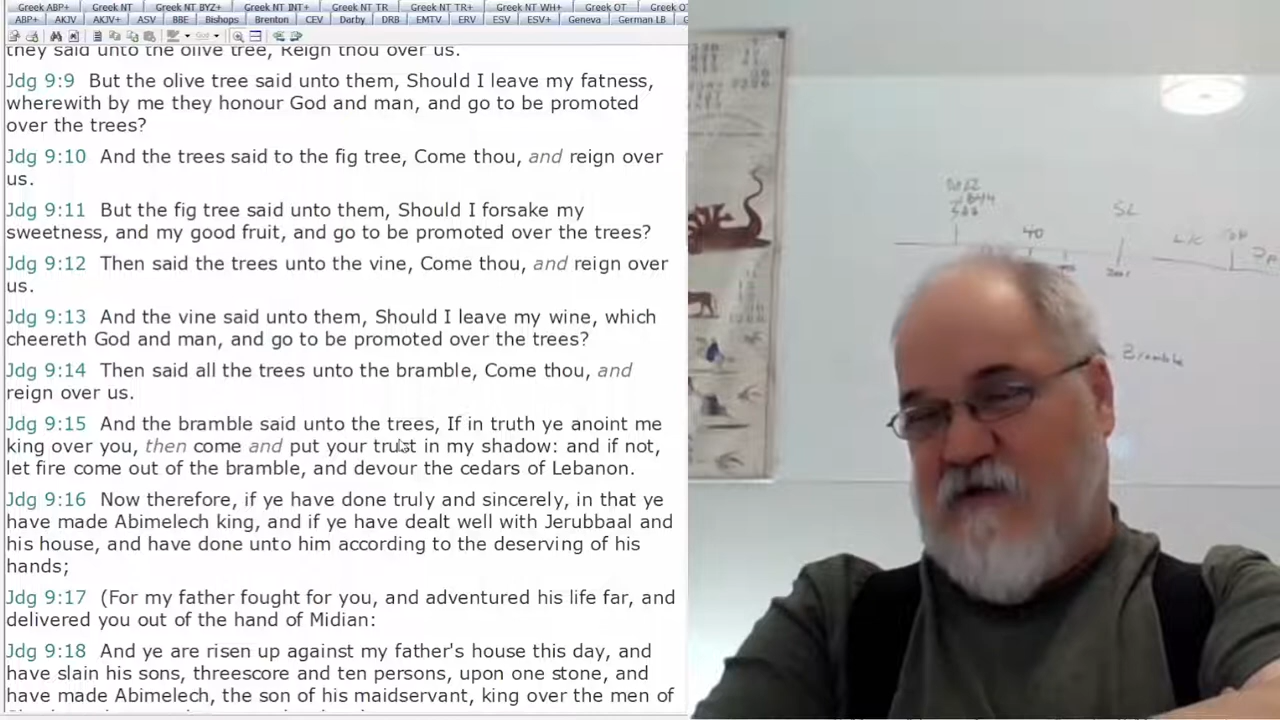 Greek ABP+ Greek NT Greek NT BYZ+ Greek NT INT+ Greek NT TR Greek NT TR+ Greek NT WH+ Greek OT Greek
ABP+ AKJV AKJV+ ASV BBE Bishops Brenton CEV Darby DRB EMTV ERV ESV ESV+ Geneva German LB
they said unto the olive tree, Reign thou over us.
Jdg 9:9 But the olive tree said unto them, Should I leave my fatness,
wherewith by me they honour God and man, and go to be promoted
over the trees?
Jdg 9:10 And the trees said to the fig tree, Come thou, and reign over
us.
Jdg 9:11 But the fig tree said unto them, Should I forsake my
sweetness, and my good fruit, and go to be promoted over the trees?
Jdg 9:12 Then said the trees unto the vine, Come thou, and reign over
us.
Jdg 9:13 And the vine said unto them, Should I leave my wine, which
cheereth God and man, and go to be promoted over the trees?
Jdg 9:14 Then said all the trees unto the bramble, Come thou, and
reign over us.
Jdg 9:15 And the bramble said unto the trees, If in truth ye anoint me
king over you, then come and put your trust in my shadow: and if not,
let fire come out of the bramble, and devour the cedars of Lebanon.
Jdg 9:16 Now therefore, if ye have done truly and sincerely, in that ye
have made Abimelech king, and if ye have dealt well with Jerubbaal and
his house, and have done unto him according to the deserving of his
hands;
Jdg 9:17 (For my father fought for you, and adventured his life far, and
delivered you out of the hand of Midian:
Jdg 9:18 And ye are risen up against my father's house this day, and
have slain his sons, threescore and ten persons, upon one stone, and
have made Abimelech, the son of his maidservant, king over the men of
SL
40
Bramble